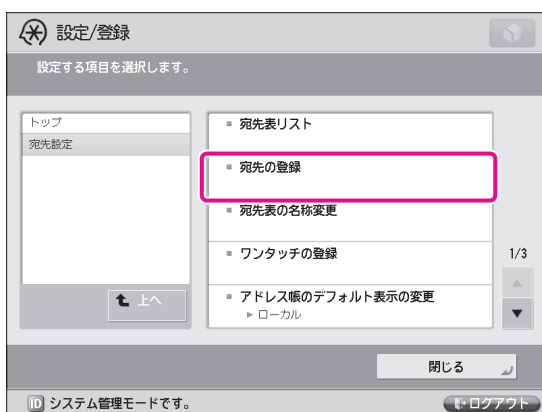 設定/登録
設定する項目を選択します。
トップ
宛先設定
上へ
宛先表リスト
宛先の登録
宛先表の名称変更
ワンタッチの登録
アドレス帳のデフォルト表示の変更
▶ ローカル
1/3
閉じる
ID システム管理モードです。
ログアウト